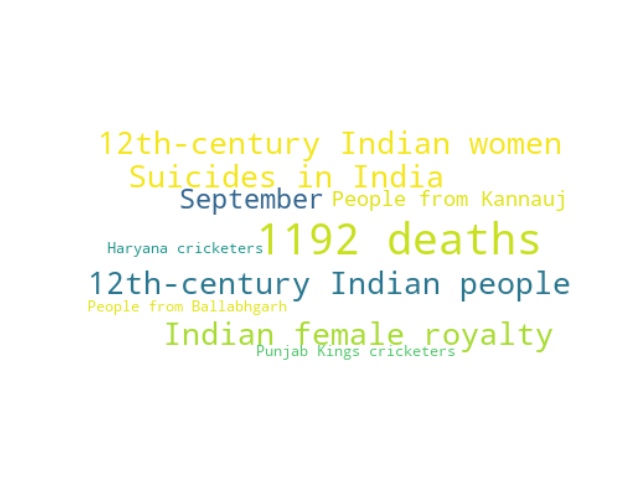 12th-century Indian women
Suicides in India
September
People from Kannauj
1192 deaths
Haryana cricketers
12th-century Indian people
People from Ballabhgarh
Indian female royalty
Punjab Kings cricketers